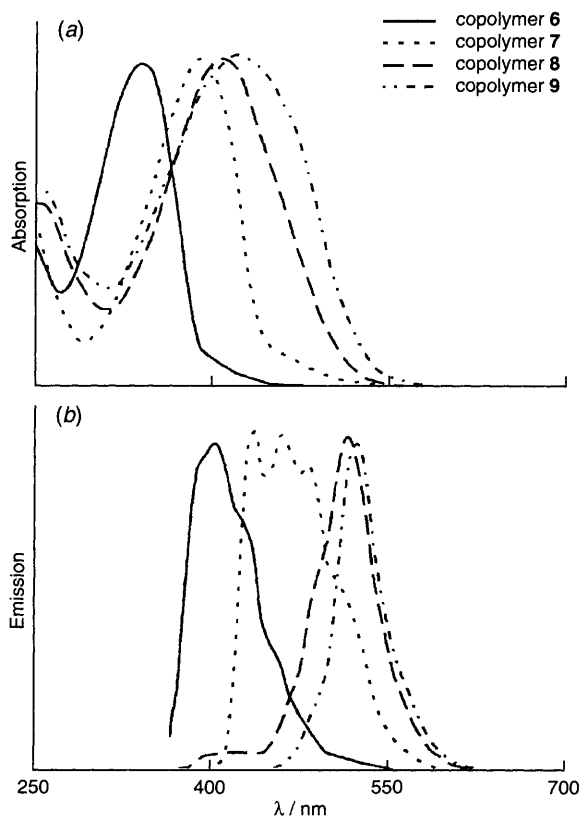 (a)
copolymer 6
copolymer 7
copolymer 8
copolymer 9
Absorption
(b)
Emission
250 400 550 700
λ / nm